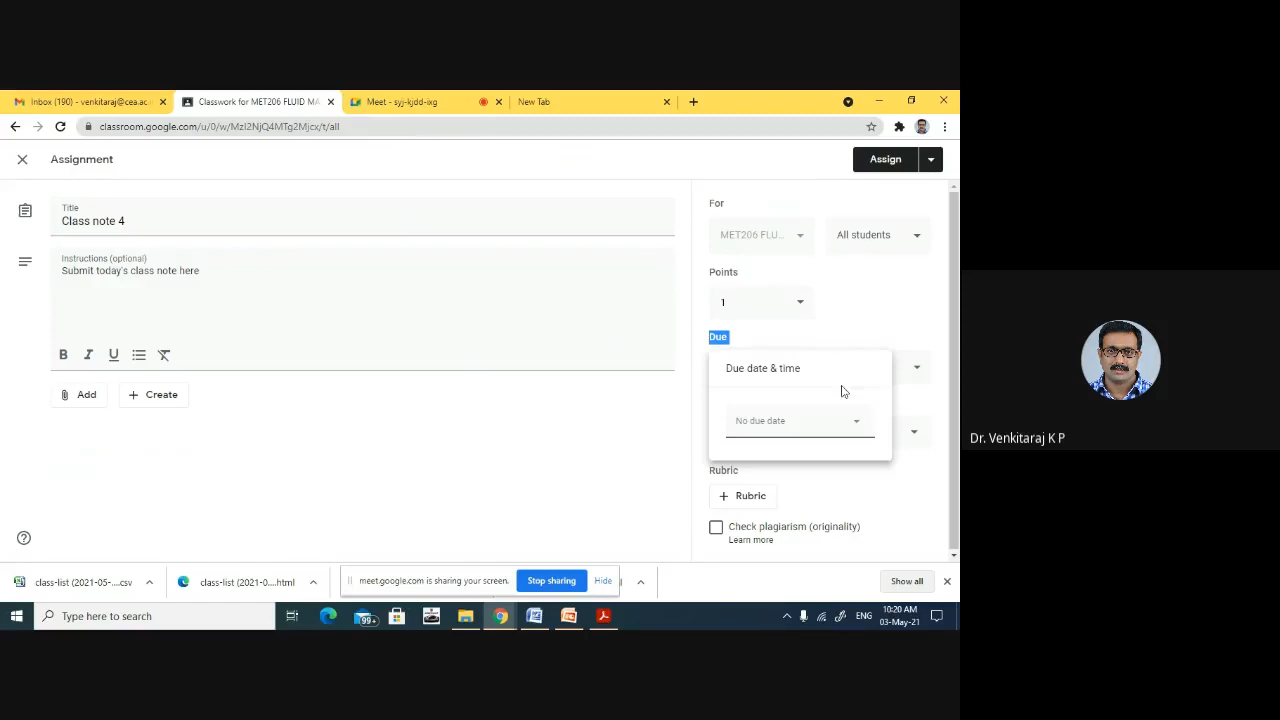 Inbox (190) - venkitaraj@cea.ac.
Classwork for MET206 FLUID MA
Meet - syj-kjdd-ixg
New Tab
classroom.google.com/u/0/w/MzI2NjQ4MTg2Mjcx/t/all
Assignment
Assign
Title
Class note 4
Instructions (optional)
Submit today's class note here
B I U
Add
Create
For
MET206 FLU...
All students
Points
1
Due
Due date & time
No due date
Rubric
+ Rubric
Check plagiarism (originality)
Learn more
Dr. Venkitaraj K P
class-list (2021-05-....csv
class-list (2021-0....html
meet.google.com is sharing your screen.
Stop sharing
Hide
Show all
Type here to search
99+
ENG
10:20 AM
03-May-21